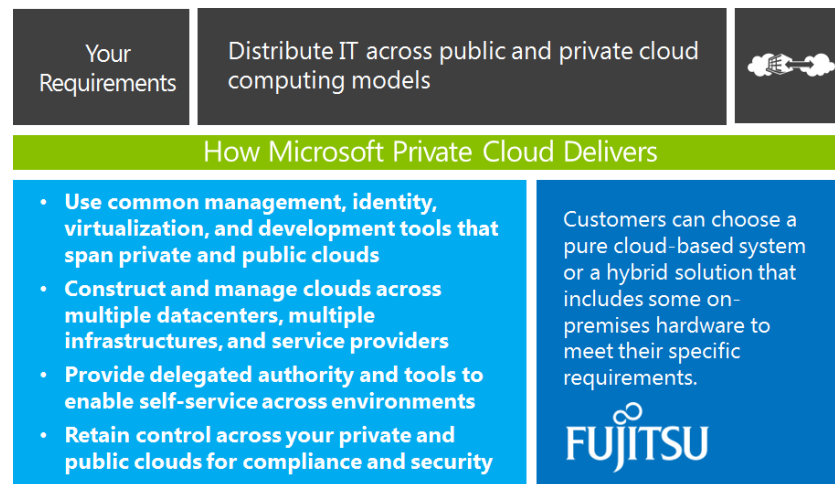 Your
Requirements
Distribute IT across public and private cloud
computing models
How Microsoft Private Cloud Delivers
• Use common management, identity,
virtualization, and development tools that
span private and public clouds
• Construct and manage clouds across
multiple datacenters, multiple
infrastructures, and service providers
• Provide delegated authority and tools to
enable self-service across environments
• Retain control across your private and
public clouds for compliance and security
Customers can choose a
pure cloud-based system
or a hybrid solution that
includes some on-
premises hardware to
meet their specific
requirements.
FUJITSU